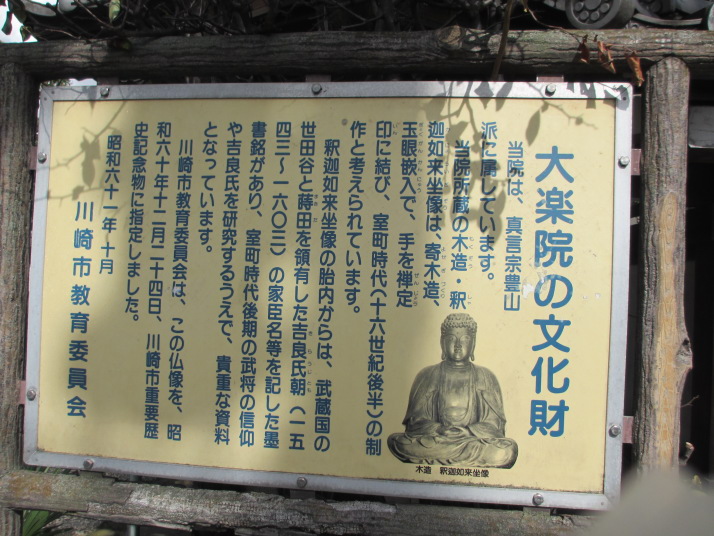 大楽院の文化財
当院は、真言宗豊山
派に属しています。
当院所蔵の木造・釈
迦如来坐像は、寄木造、
玉眼嵌入で、手を禅定
印に結び、室町時代(十六世紀後半)の制
作と考えられています。
釈迦如来坐像の胎内からは、武蔵国の
世田谷と蒔田を領有した吉良氏朝(一五
四三〜一六〇三)の家臣名等を記した墨
書銘があり、室町時代後期の武将の信仰
や吉良氏を研究するうえで、貴重な資料
となっています。
川崎市教育委員会は、この仏像を、昭
和六十年十二月二十四日、川崎市重要歴
史記念物に指定しました。
昭和六十一年十月
川崎市教育委員会
木造 釈迦如来坐像